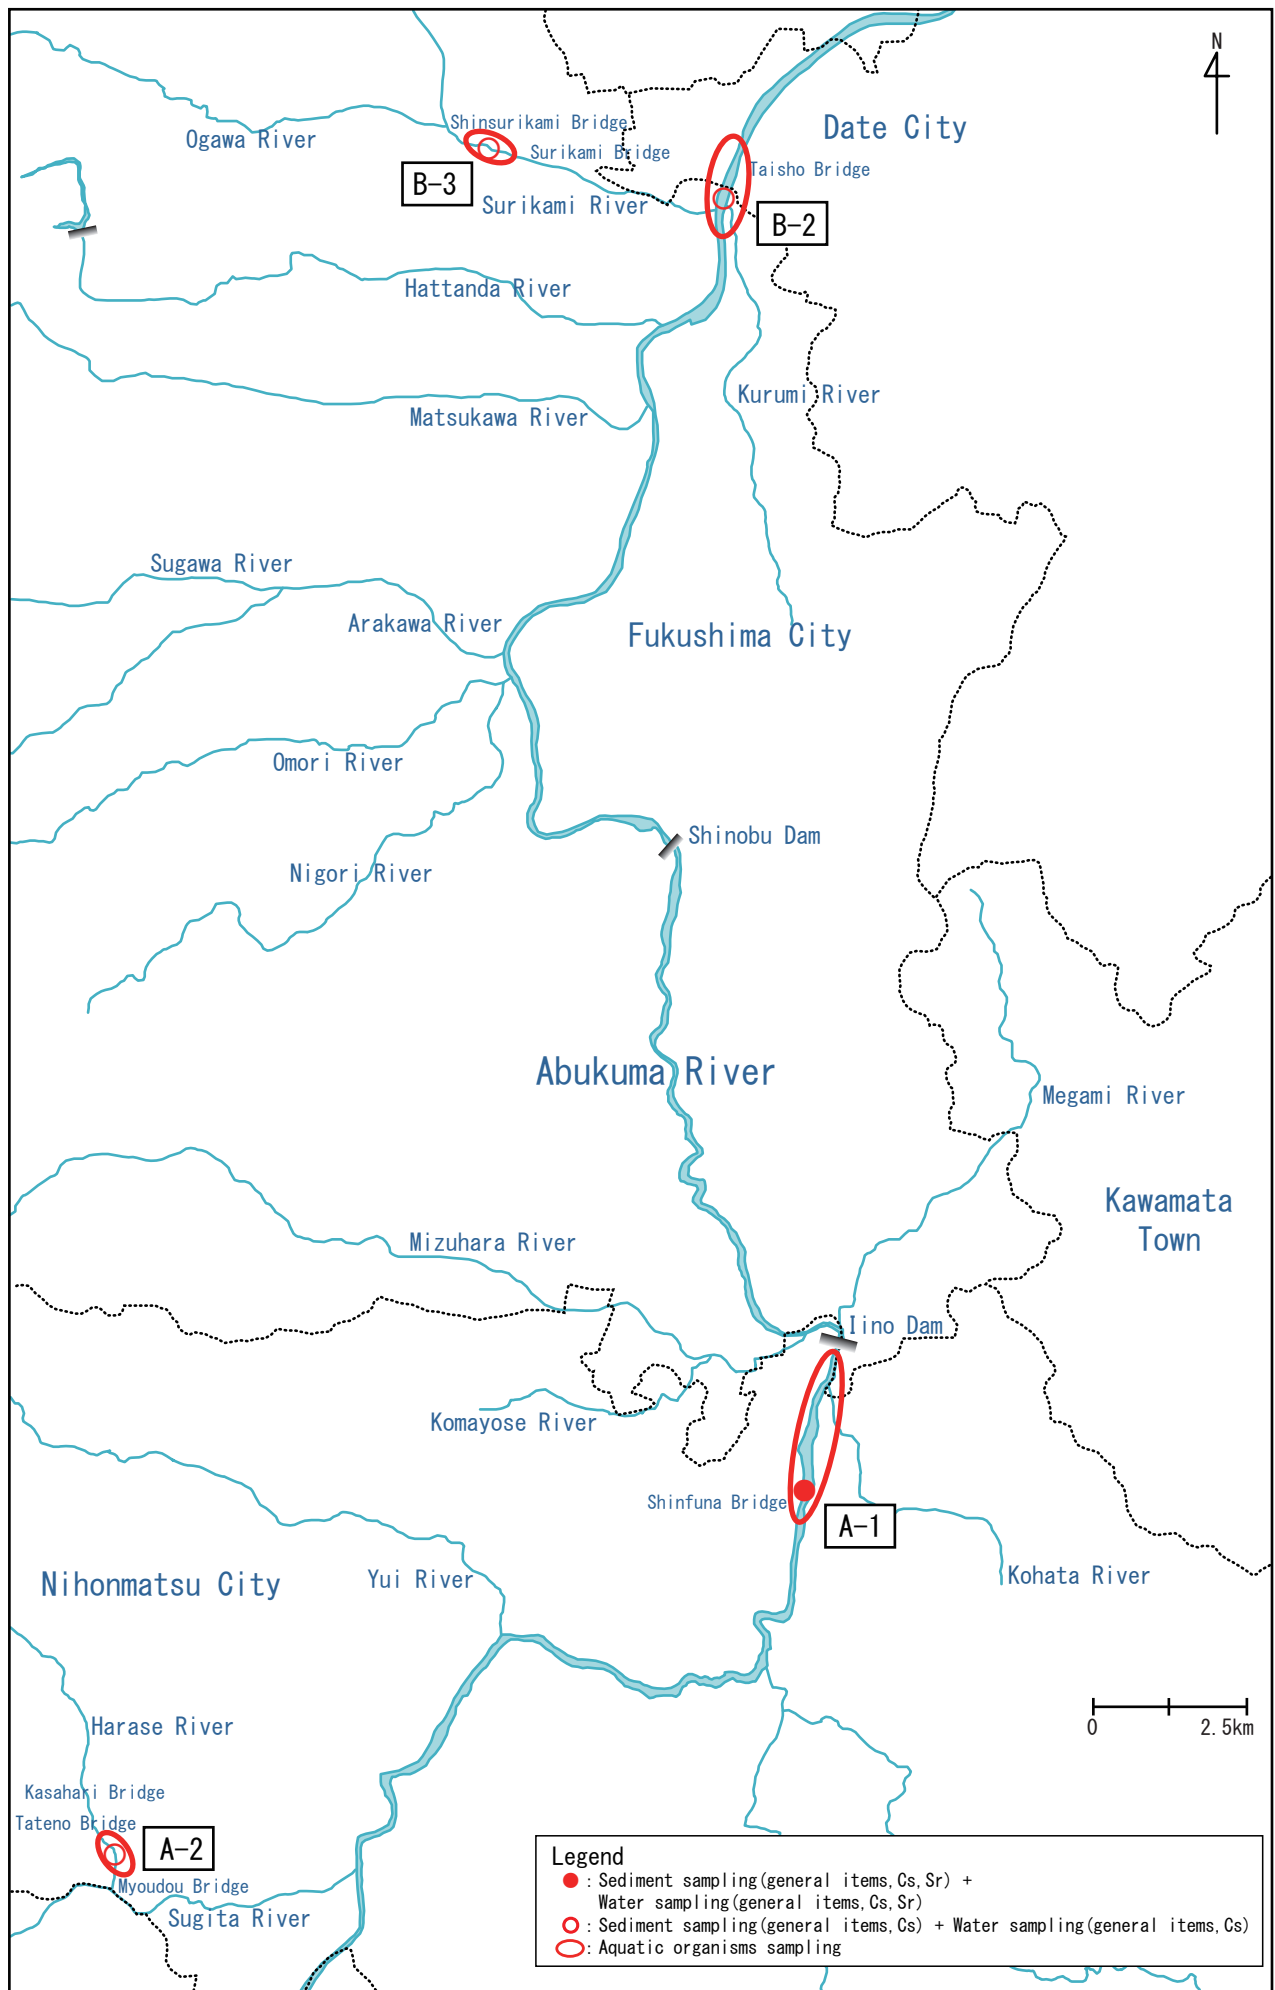 N
Date City
Shinsurikami Bridge
Ogawa River
Surikami Bridge
Taisho Bridge
B-3
Surikami River
B-2
Hattanda River
Kurumi River
Matsukawa River
Sugawa River
Arakawa River
Fukushima City
Omori River
Shinobu Dam
Nigori River
Abukuma River
Megami River
Kawamata
Town
Mizuhara River
Iino Dam
Komayose River
Shinfuna Bridge
A-1
Kohata River
Nihonmatsu City
Yui River
Harase River
0 2.5km
Kasahari Bridge
Tateno Bridge
A-2
Myoudou Bridge
Sugita River
Legend
: Sediment sampling(general items,Cs,Sr) +
Water sampling(general items,Cs,Sr)
: Sediment sampling(general items,Cs) + Water sampling(general items,Cs)
: Aquatic organisms sampling